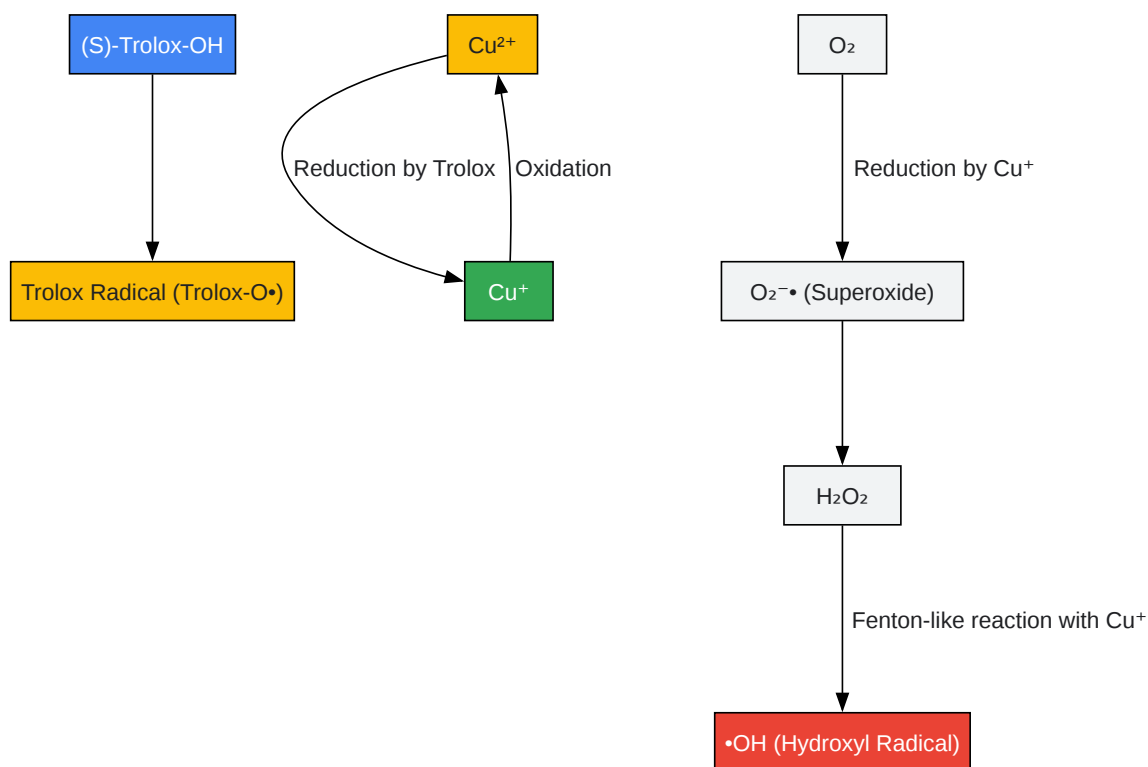 (S)-Trolox-OH
Cu²⁺
O₂
Reduction by Trolox
Oxidation
Reduction by Cu⁺
Trolox Radical (Trolox-O•)
Cu⁺
O₂⁻• (Superoxide)
H₂O₂
Fenton-like reaction with Cu⁺
•OH (Hydroxyl Radical)